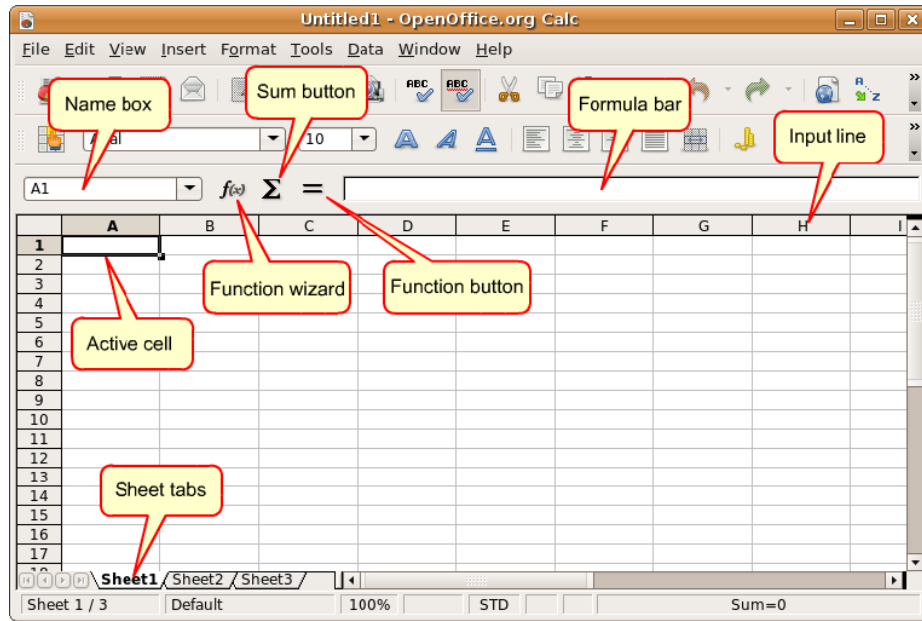 Untitled1 - OpenOffice.org Calc
File Edit View Insert Format Tools Data Window Help
Name box
Sum button
ABC ABC
Formula bar
Input line
10
A1
f(x) Σ =
A B C D E F G H I
1
2
3
Function wizard
Function button
4
5
6
Active cell
7
8
9
10
11
12
13
14
Sheet tabs
15
16
17
Sheet1 Sheet2 Sheet3
Sheet 1 / 3 Default 100% STD Sum=0